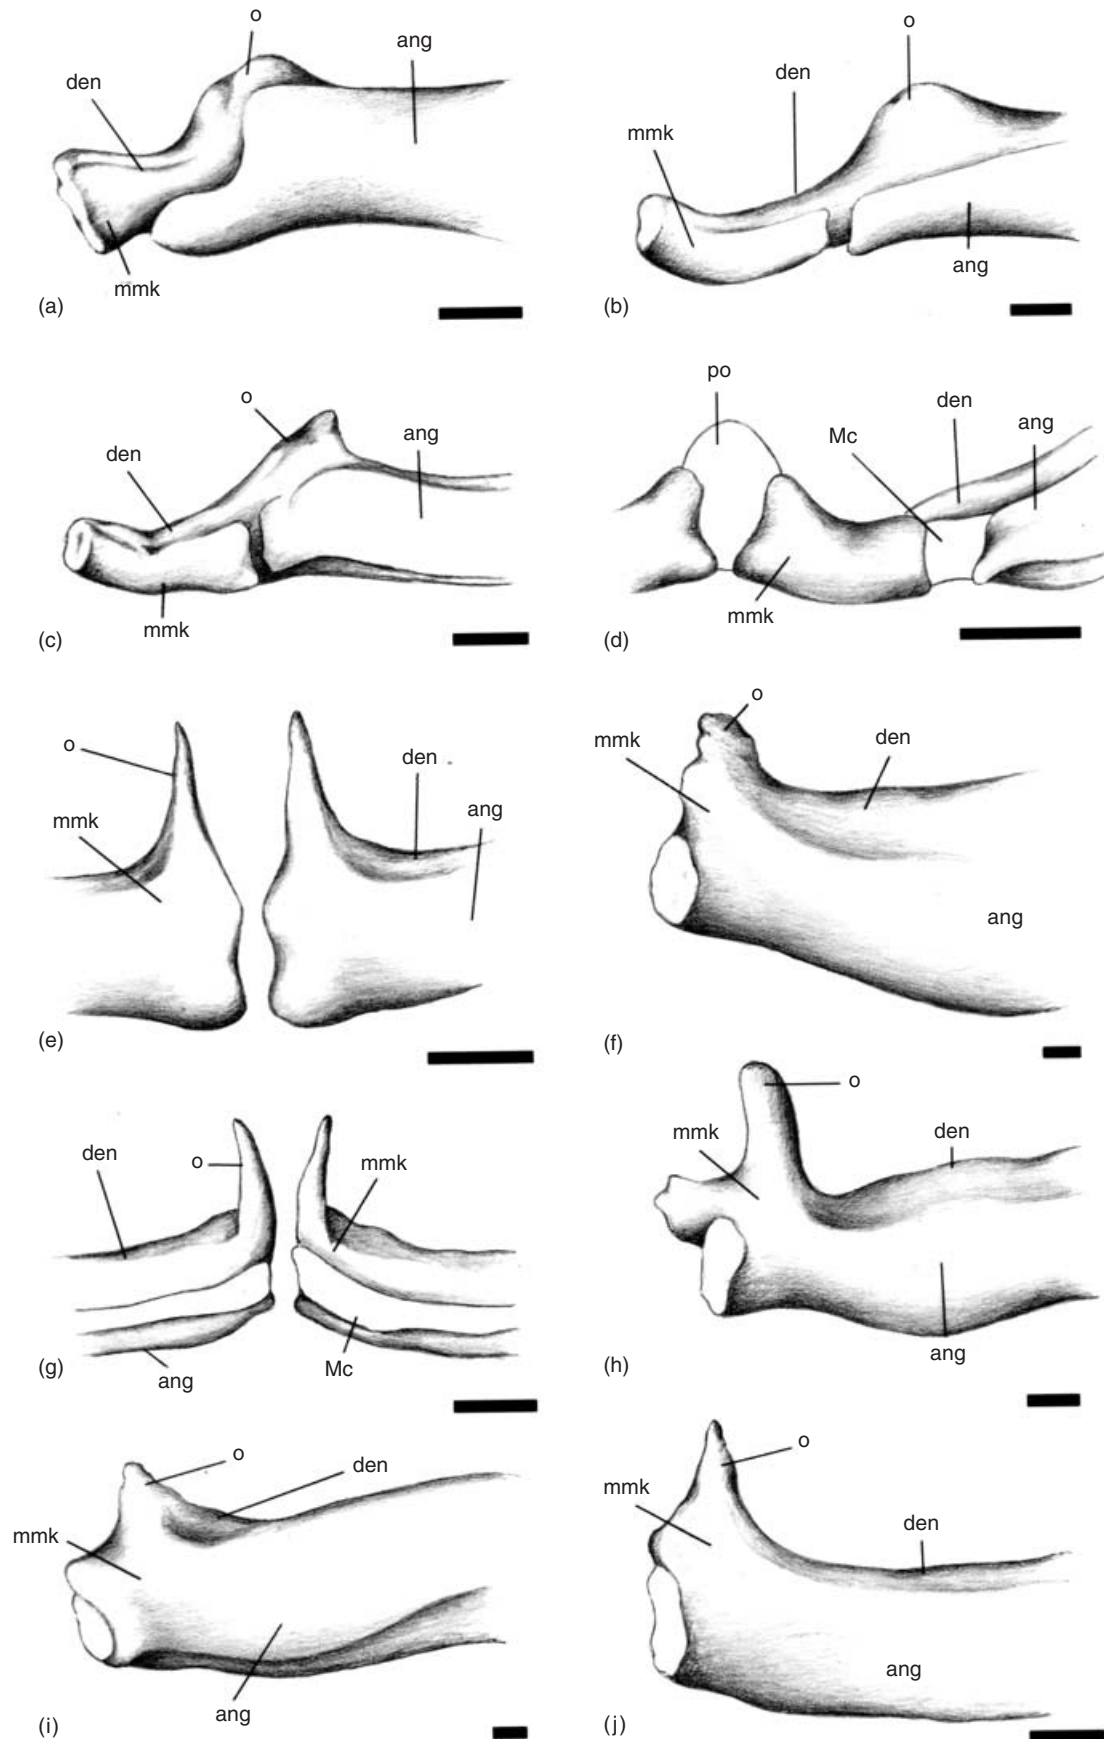 o
ang
den
mmk
(a)
o
den
mmk
ang
(b)
o
ang
den
mmk
(c)
po
den
ang
Mc
mmk
(d)
o
den
ang
mmk
(e)
o
mmk
den
ang
(f)
den
o
mmk
ang
Mc
(g)
o
mmk
den
ang
(h)
o
den
mmk
ang
(i)
o
mmk
den
ang
(j)